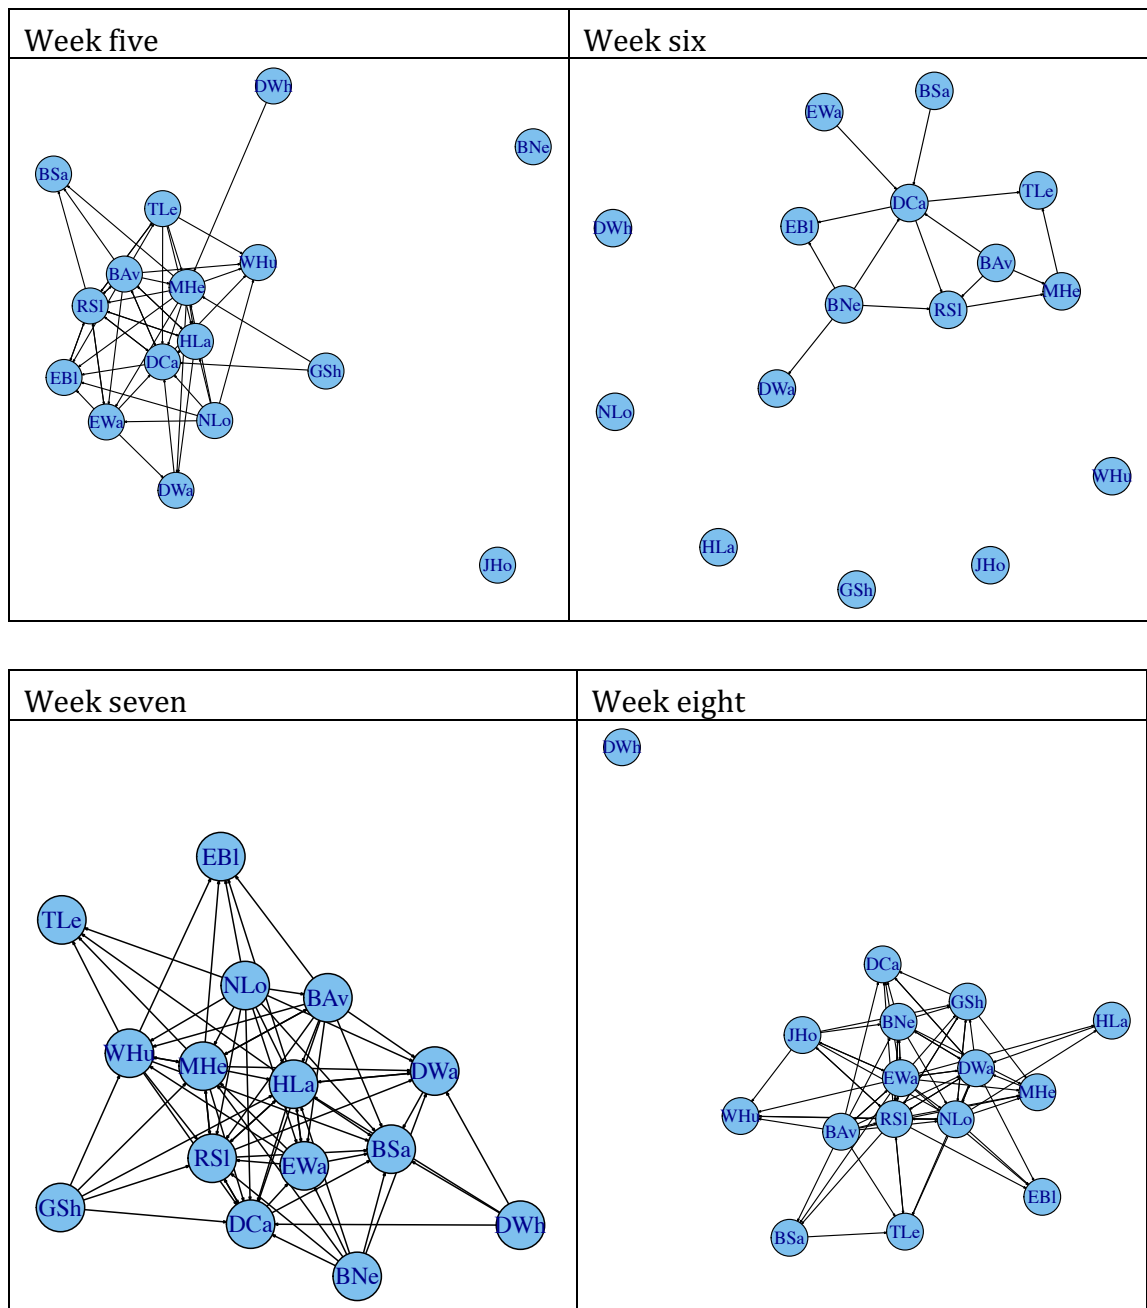 Week five
Week six
DWh
BNe
BSa
TLe
BAv
WHu
MHe
RSl
HLa
DCa
EBl
GSh
EWa
NLo
DWa
JHo
BSa
EWa
TLe
DCa
DWh
EBl
BAv
MHe
BNe
RSl
DWa
NLo
WHu
HLa
JHo
GSh
Week seven
Week eight
EBl
TLe
NLo
BAv
WHu
MHe
HLa
DWa
RSl
EWa
BSa
GSh
DCa
DWh
BNe
DWh
DCa
GSh
BNe
JHo
HLa
DWa
EWa
MHe
WHu
BAv
RSl
NLo
EBl
BSa
TLe